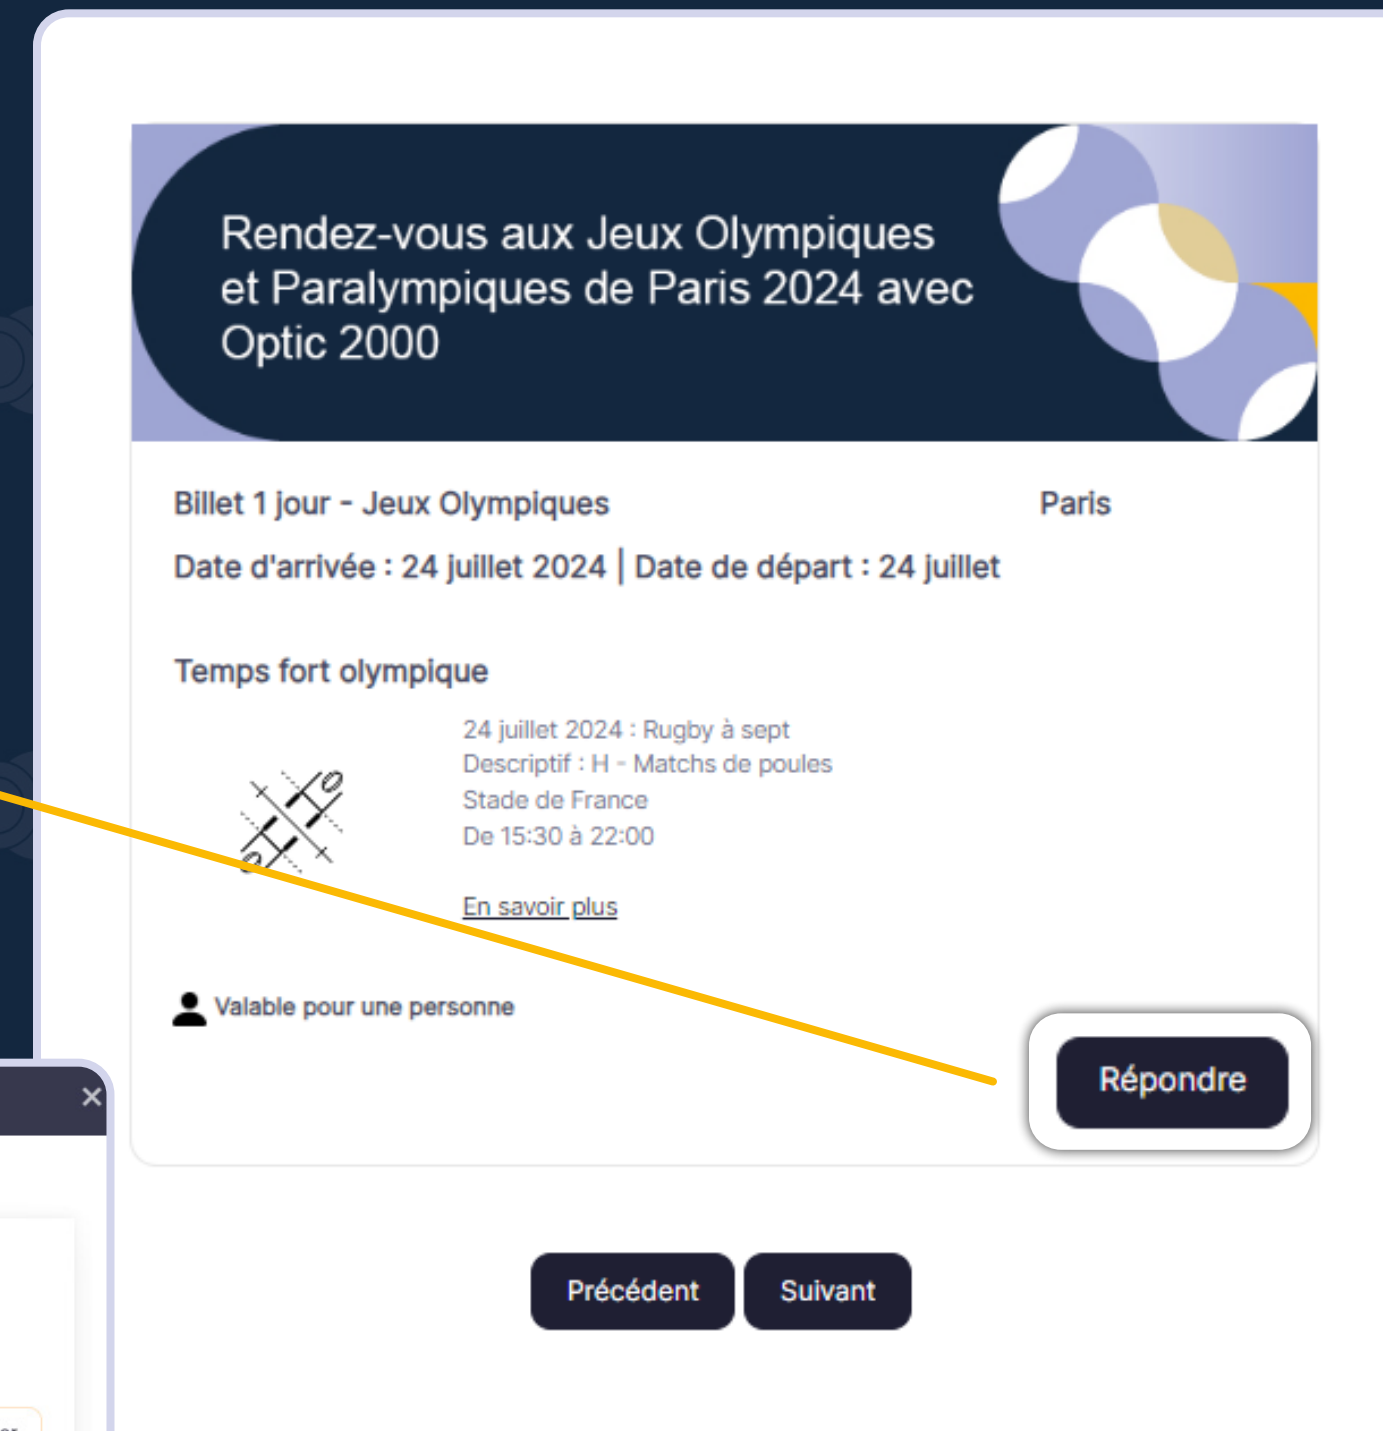 Rendez-vous aux Jeux Olympiques
et Paralympiques de Paris 2024 avec
Optic 2000
Billet 1 jour - Jeux Olympiques
Paris
Date d'arrivée : 24 juillet 2024 | Date de départ : 24 juillet
Temps fort olympique
24 juillet 2024 : Rugby à sept
Descriptif : H - Matchs de poules
Stade de France
De 15:30 à 22:00
En savoir plus
Valable pour une personne
Répondre
Précédent
Suivant